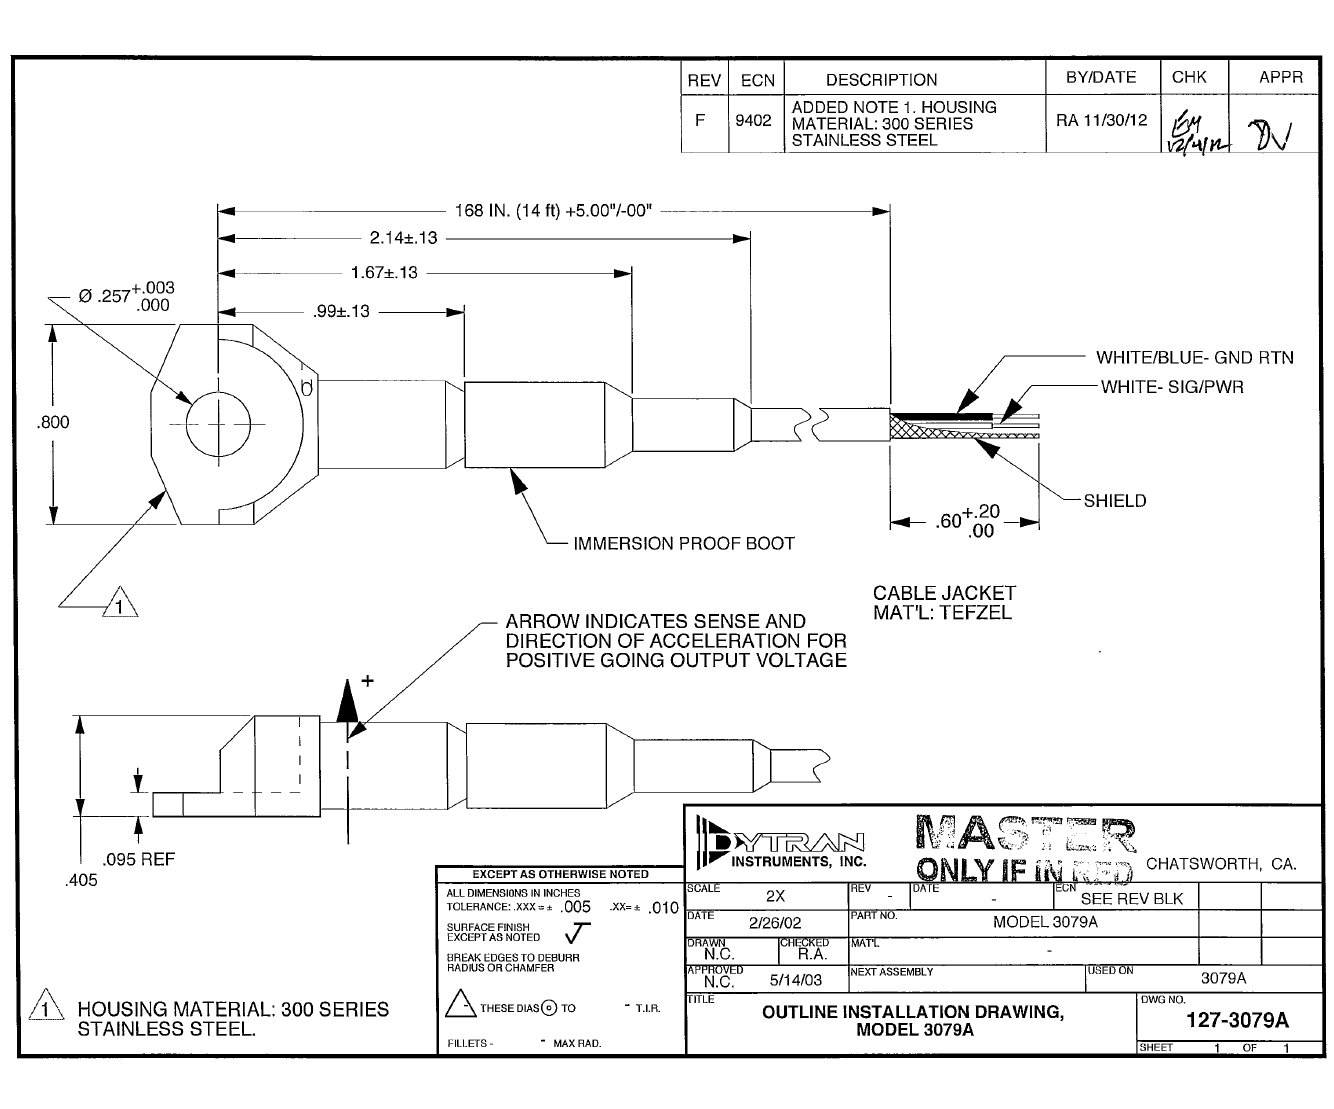 REV ECN DESCRIPTION BY/DATE CHK APPR
F 9402 ADDED NOTE 1. HOUSING
MATERIAL: 300 SERIES
STAINLESS STEEL
RA 11/30/12
168 IN. (14 ft) +5.00"/-00"
2.14±.13
1.67±.13
.99±.13
Ø .257 +.003
.000
.800
WHITE/BLUE- GND RTN
WHITE- SIG/PWR
SHIELD
.60 +.20
.00
IMMERSION PROOF BOOT
1
CABLE JACKET
MAT'L: TEFZEL
ARROW INDICATES SENSE AND
DIRECTION OF ACCELERATION FOR
POSITIVE GOING OUTPUT VOLTAGE
+
.095 REF
.405
1 HOUSING MATERIAL: 300 SERIES
STAINLESS STEEL.
EXCEPT AS OTHERWISE NOTED
ALL DIMENSIONS IN INCHES
TOLERANCE: .XXX = ± .005 .XX= ± .010
SURFACE FINISH
EXCEPT AS NOTED
BREAK EDGES TO DEBURR
RADIUS OR CHAMFER
- THESE DIAS TO - T.I.R.
FILLETS - - MAX RAD.
DYTRAN
INSTRUMENTS, INC.
MASTER
ONLY IF IN RED
CHATSWORTH, CA.
SCALE 2X REV - DATE - ECN SEE REV BLK
DATE 2/26/02 PART NO. MODEL 3079A
DRAWN N.C. CHECKED R.A. MAT'L -
APPROVED N.C. 5/14/03 NEXT ASSEMBLY USED ON 3079A
TITLE OUTLINE INSTALLATION DRAWING,
MODEL 3079A
DWG NO. 127-3079A
SHEET 1 OF 1